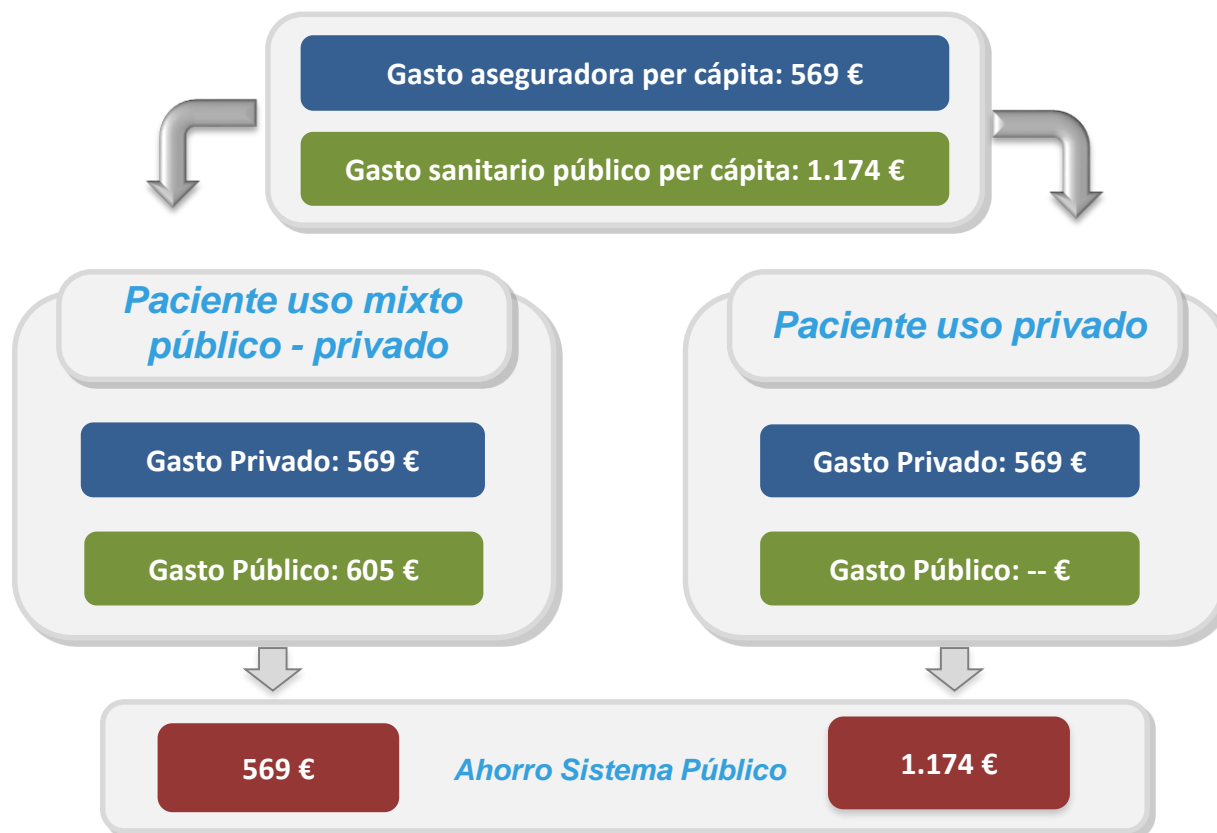 Gasto aseguradora per cápita: 569 €
Gasto sanitario público per cápita: 1.174 €
Paciente uso mixto
público - privado
Gasto Privado: 569 €
Gasto Público: 605 €
Paciente uso privado
Gasto Privado: 569 €
Gasto Público: -- €
569 €
Ahorro Sistema Público
1.174 €